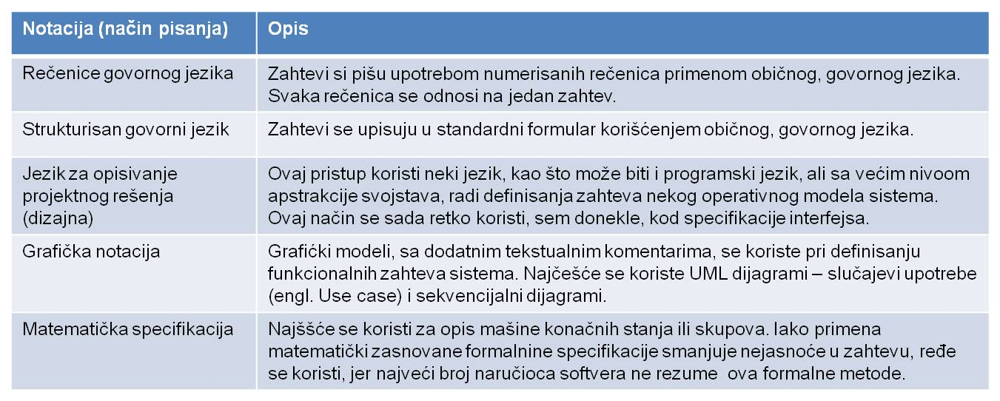 Notacija (način pisanja)
Opis
Rečenice govornog jezika
Zahtevi si pišu upotrebom numerisanih rečenica primenom običnog, govornog jezika.
Svaka rečenica se odnosi na jedan zahtev.
Strukturisan govorni jezik
Zahtevi se upisuju u standardni formular korišćenjem običnog, govornog jezika.
Jezik za opisivanje
projektnog rešenja
(dizajna)
Ovaj pristup koristi neki jezik, kao što može biti i programski jezik, ali sa većim nivoom
apstrakcije svojstava, radi definisanja zahteva nekog operativnog modela sistema.
Ovaj način se sada retko koristi, sem donekle, kod specifikacije interfejsa.
Grafička notacija
Grafićki modeli, sa dodatnim tekstualnim komentarima, se koriste pri definisanju
funkcionalnih zahteva sistema. Najčešće se koriste UML dijagrami – slučajevi upotrebe
(engl. Use case) i sekvencijalni dijagrami.
Matematička specifikacija
Najššće se koristi za opis mašine konačnih stanja ili skupova. Iako primena
matematički zasnovane formalnine specifikacije smanjuje nejasnoće u zahtevu, ređe
se koristi, jer najveći broj naručioca softvera ne rezume ova formalne metode.